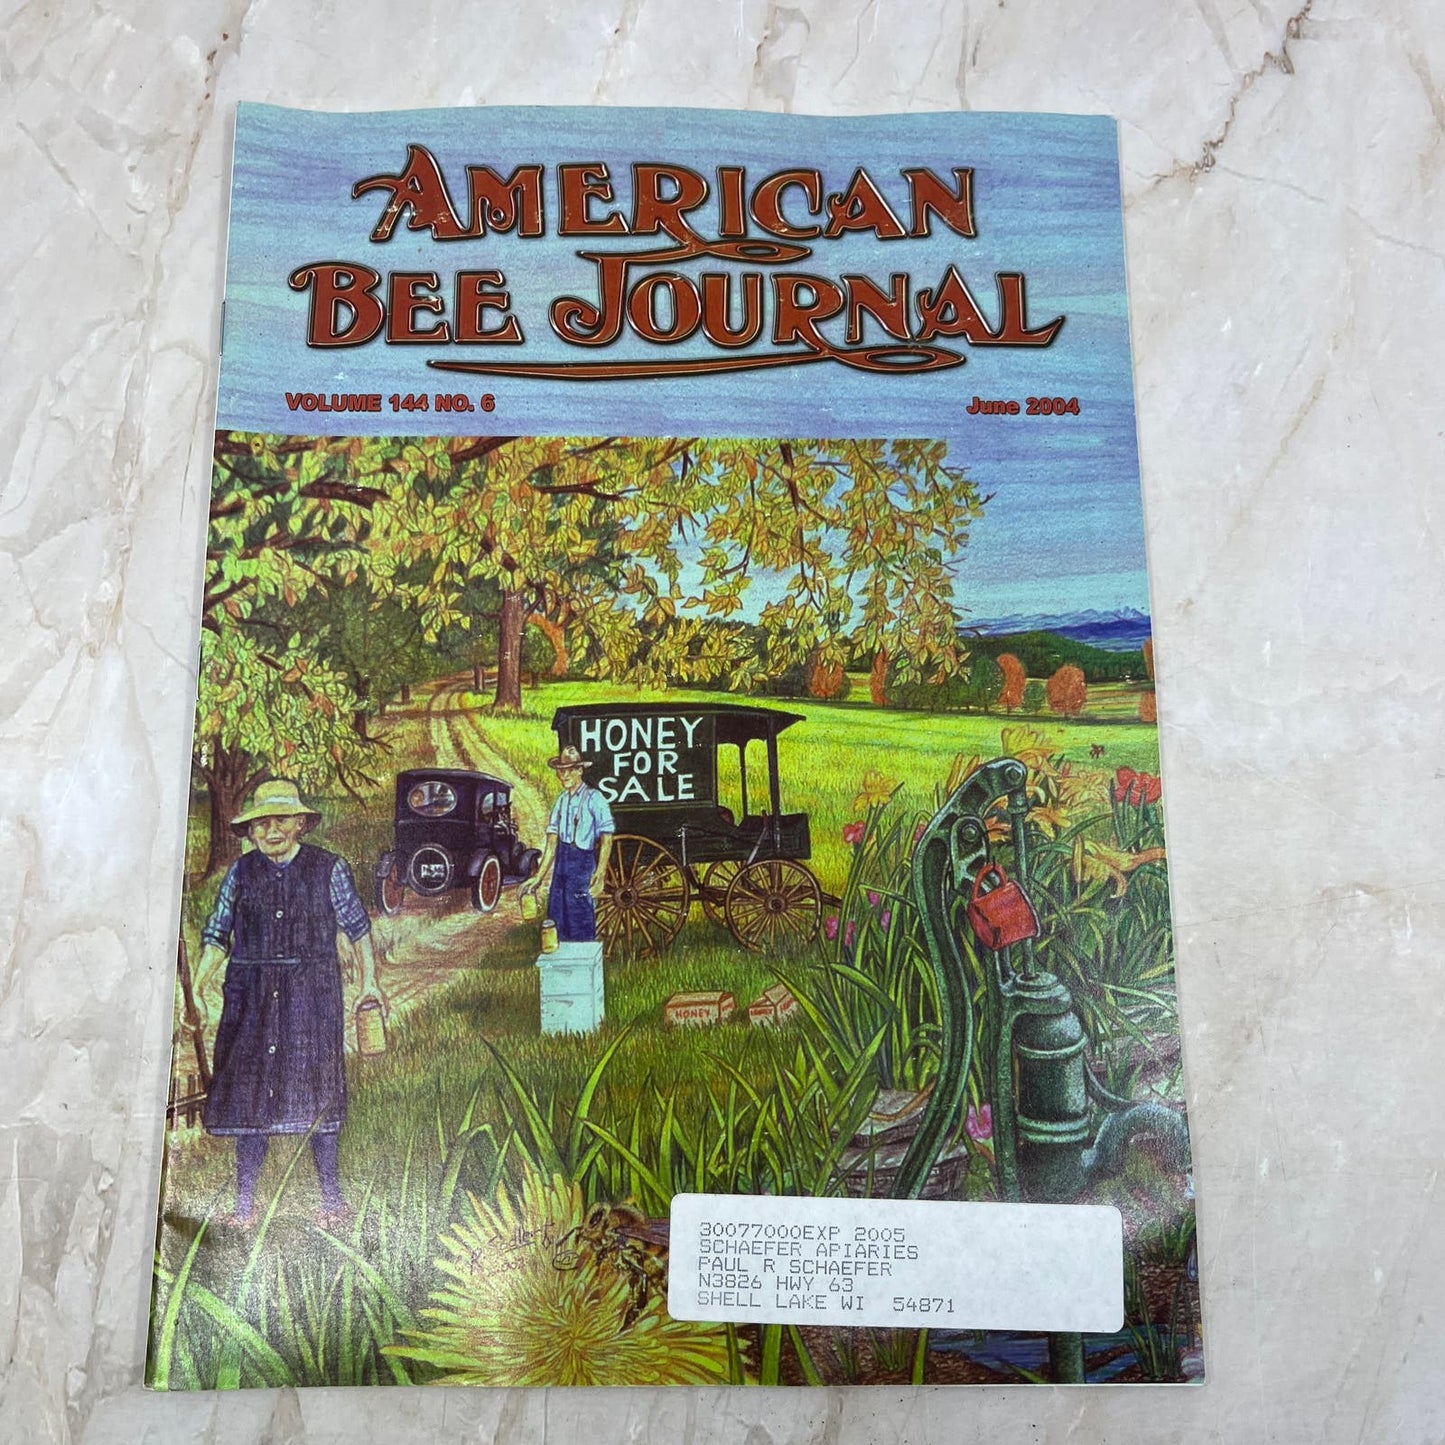 AMERICAN
BEE JOURNAL
VOLUME 144 NO. 6
June 2004
HONEY
FOR
SALE
HONEY
HONEY
30077000EXP 2005
SCHAEFER APIARIES
PAUL R SCHAEFER
N3826 HWY 63
SHELL LAKE WI 54871